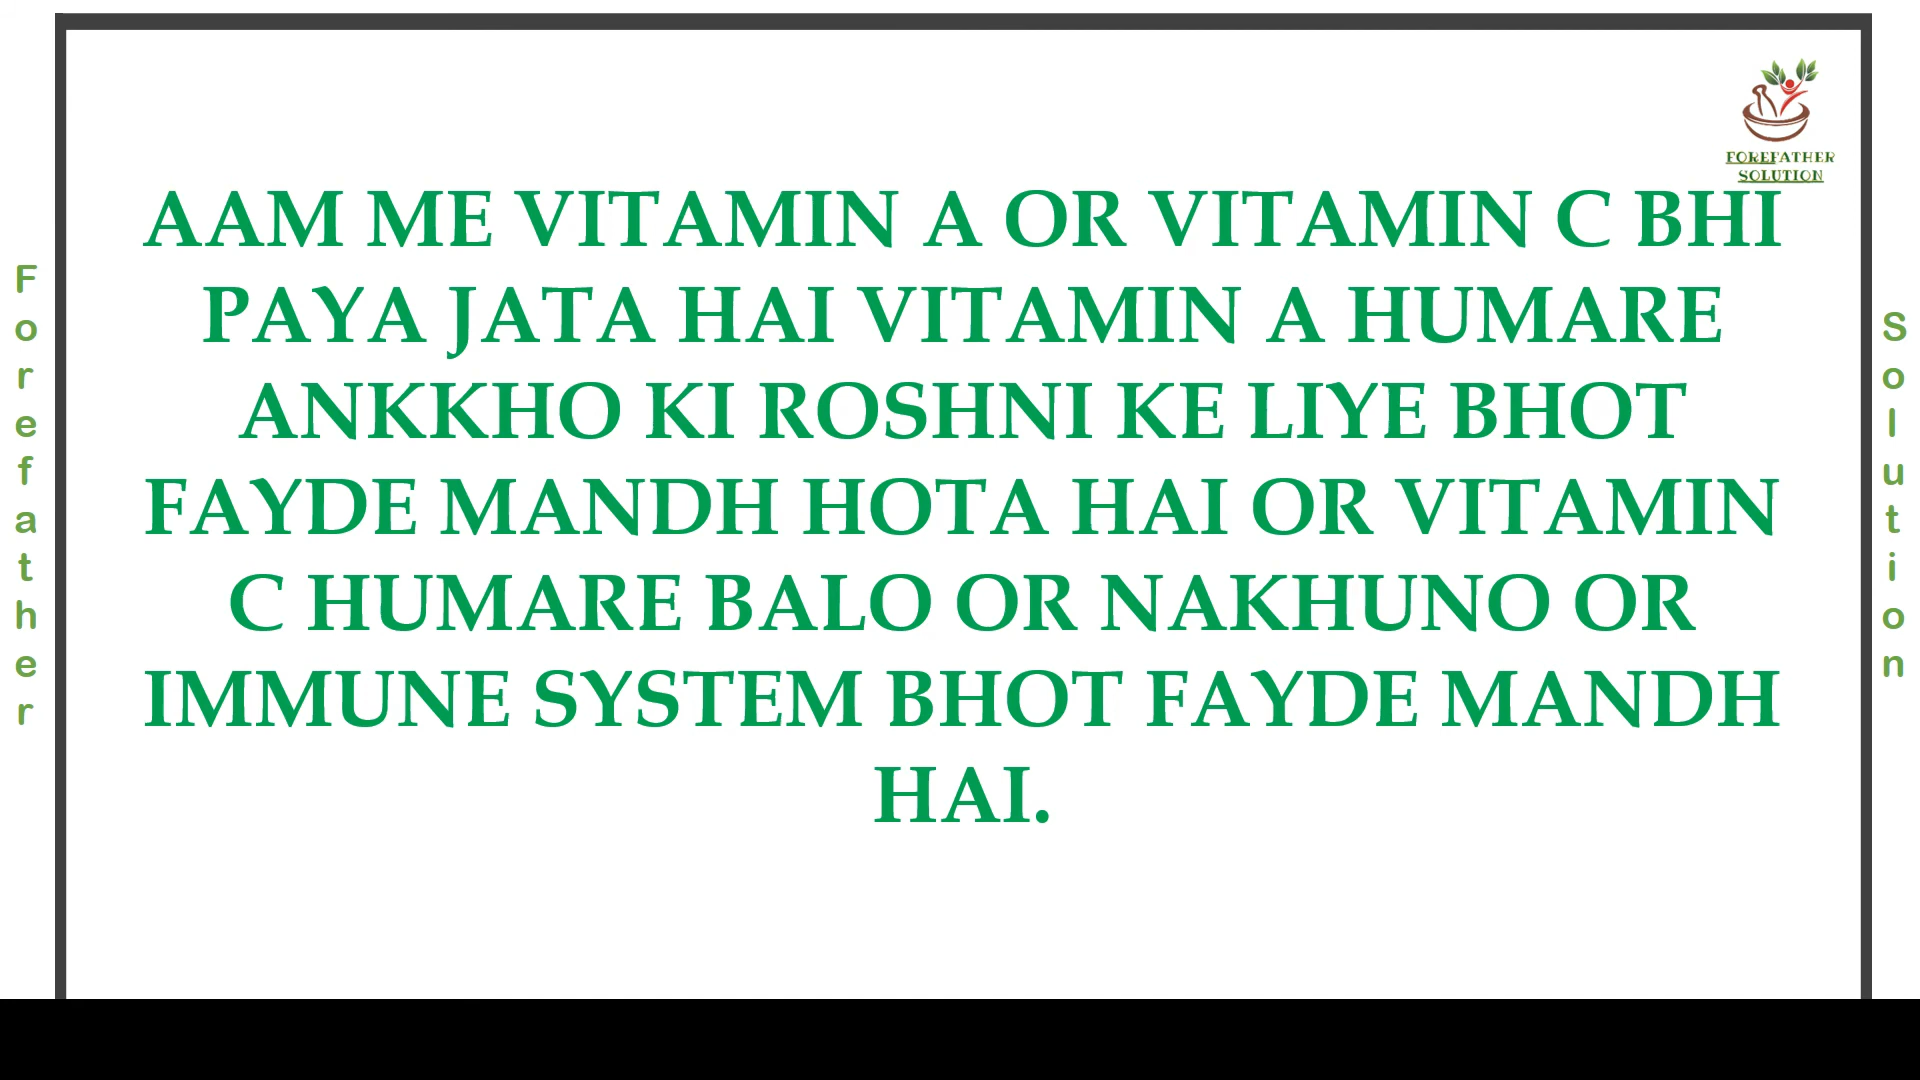 FOREFATHER
SOLUTION
AAM ME VITAMIN A OR VITAMIN C BHI
PAYA JATA HAI VITAMIN A HUMARE
ANKKHO KI ROSHNI KE LIYE BHOT
FAYDE MANDH HOTA HAI OR VITAMIN
C HUMARE BALO OR NAKHUNO OR
IMMUNE SYSTEM BHOT FAYDE MANDH
HAI.
Forefather
Solution